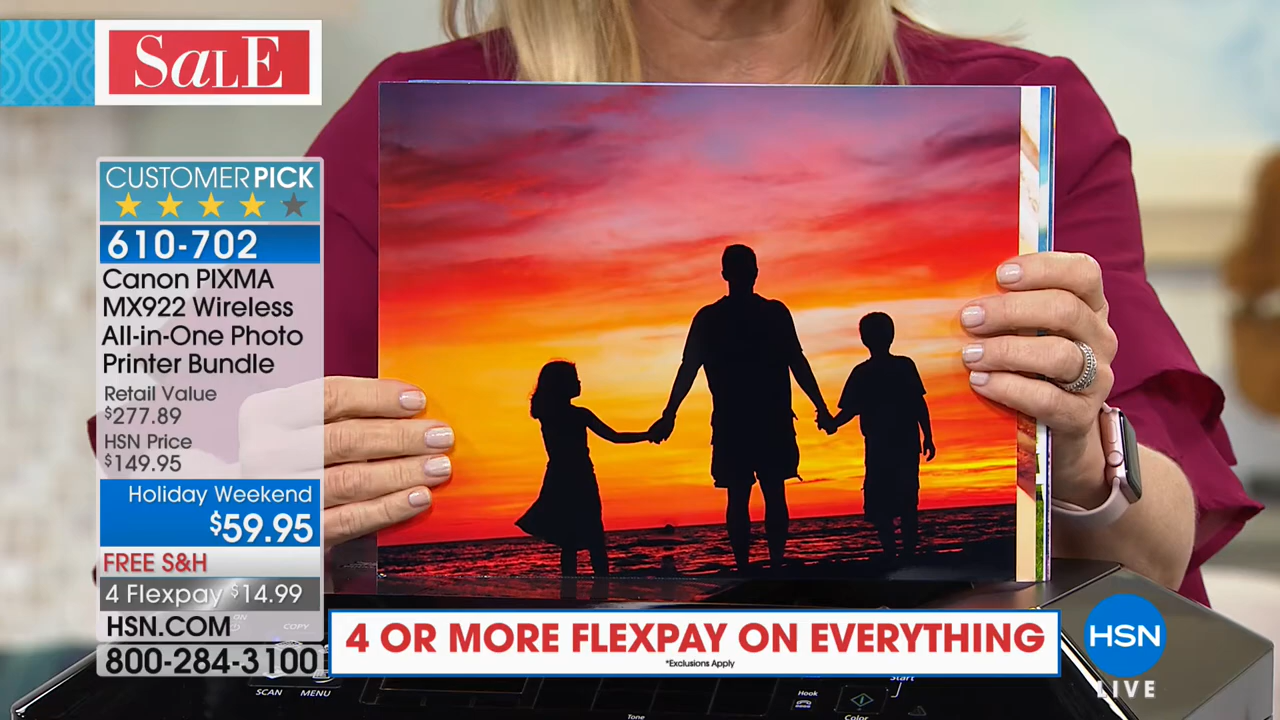 SaLE
CUSTOMER PICK
610-702
Canon PIXMA
MX922 Wireless
All-in-One Photo
Printer Bundle
Retail Value
$277.89
HSN Price
$149.95
Holiday Weekend
$59.95
FREE S&H
4 Flexpay $14.99
HSN.COM
800-284-3100
4 OR MORE FLEXPAY ON EVERYTHING
*Exclusions Apply
HSN
LIVE
ON
COPY
SCAN
MENU
Hook
Start
Tone
Color